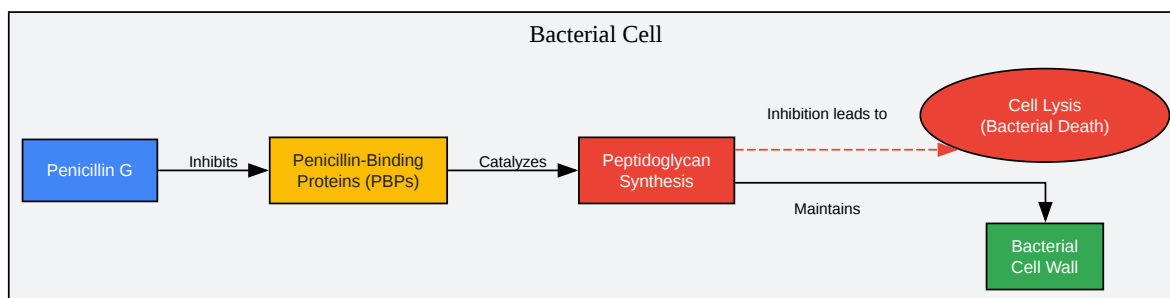 Bacterial Cell
Penicillin G
Inhibits
Penicillin-Binding
Proteins (PBPs)
Catalyzes
Peptidoglycan
Synthesis
Inhibition leads to
Cell Lysis
(Bacterial Death)
Maintains
Bacterial
Cell Wall